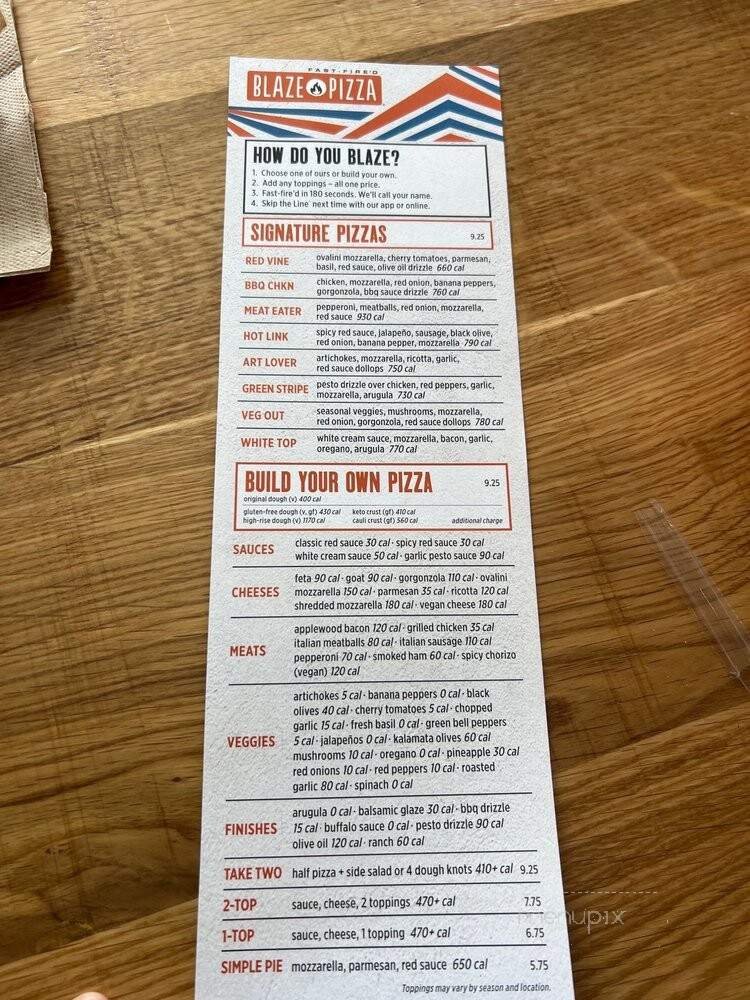 FAST-FIRE'D
BLAZE PIZZA
HOW DO YOU BLAZE?
1. Choose one of ours or build your own.
2. Add any toppings – all one price.
3. Fast-fire'd in 180 seconds. We'll call your name.
4. Skip the Line next time with our app or online.
SIGNATURE PIZZAS 9.25
RED VINE ovalini mozzarella, cherry tomatoes, parmesan,
basil, red sauce, olive oil drizzle 660 cal
BBQ CHKN chicken, mozzarella, red onion, banana peppers,
gorgonzola, bbq sauce drizzle 760 cal
MEAT EATER pepperoni, meatballs, red onion, mozzarella,
red sauce 930 cal
HOT LINK spicy red sauce, jalapeño, sausage, black olive,
red onion, banana pepper, mozzarella 790 cal
ART LOVER artichokes, mozzarella, ricotta, garlic,
red sauce dollops 750 cal
GREEN STRIPE pesto drizzle over chicken, red peppers, garlic,
mozzarella, arugula 730 cal
VEG OUT seasonal veggies, mushrooms, mozzarella,
red onion, gorgonzola, red sauce dollops 780 cal
WHITE TOP white cream sauce, mozzarella, bacon, garlic,
oregano, arugula 770 cal
BUILD YOUR OWN PIZZA 9.25
original dough (v) 400 cal
gluten-free dough (v, gf) 430 cal keto crust (gf) 410 cal
high-rise dough (v) 1170 cal cauli crust (gf) 560 cal additional charge
SAUCES classic red sauce 30 cal · spicy red sauce 30 cal
white cream sauce 50 cal · garlic pesto sauce 90 cal
CHEESES feta 90 cal · goat 90 cal · gorgonzola 110 cal · ovalini
mozzarella 150 cal · parmesan 35 cal · ricotta 120 cal
shredded mozzarella 180 cal · vegan cheese 180 cal
MEATS applewood bacon 120 cal · grilled chicken 35 cal
italian meatballs 80 cal · italian sausage 110 cal
pepperoni 70 cal · smoked ham 60 cal · spicy chorizo
(vegan) 120 cal
VEGGIES artichokes 5 cal · banana peppers 0 cal · black
olives 40 cal · cherry tomatoes 5 cal · chopped
garlic 15 cal · fresh basil 0 cal · green bell peppers
5 cal · jalapeños 0 cal · kalamata olives 60 cal
mushrooms 10 cal · oregano 0 cal · pineapple 30 cal
red onions 10 cal · red peppers 10 cal · roasted
garlic 80 cal · spinach 0 cal
FINISHES arugula 0 cal · balsamic glaze 30 cal · bbq drizzle
15 cal · buffalo sauce 0 cal · pesto drizzle 90 cal
olive oil 120 cal · ranch 60 cal
TAKE TWO half pizza + side salad or 4 dough knots 410+ cal 9.25
2-TOP sauce, cheese, 2 toppings 470+ cal 7.75
1-TOP sauce, cheese, 1 topping 470+ cal 6.75
SIMPLE PIE mozzarella, parmesan, red sauce 650 cal 5.75
Toppings may vary by season and location.
menupix